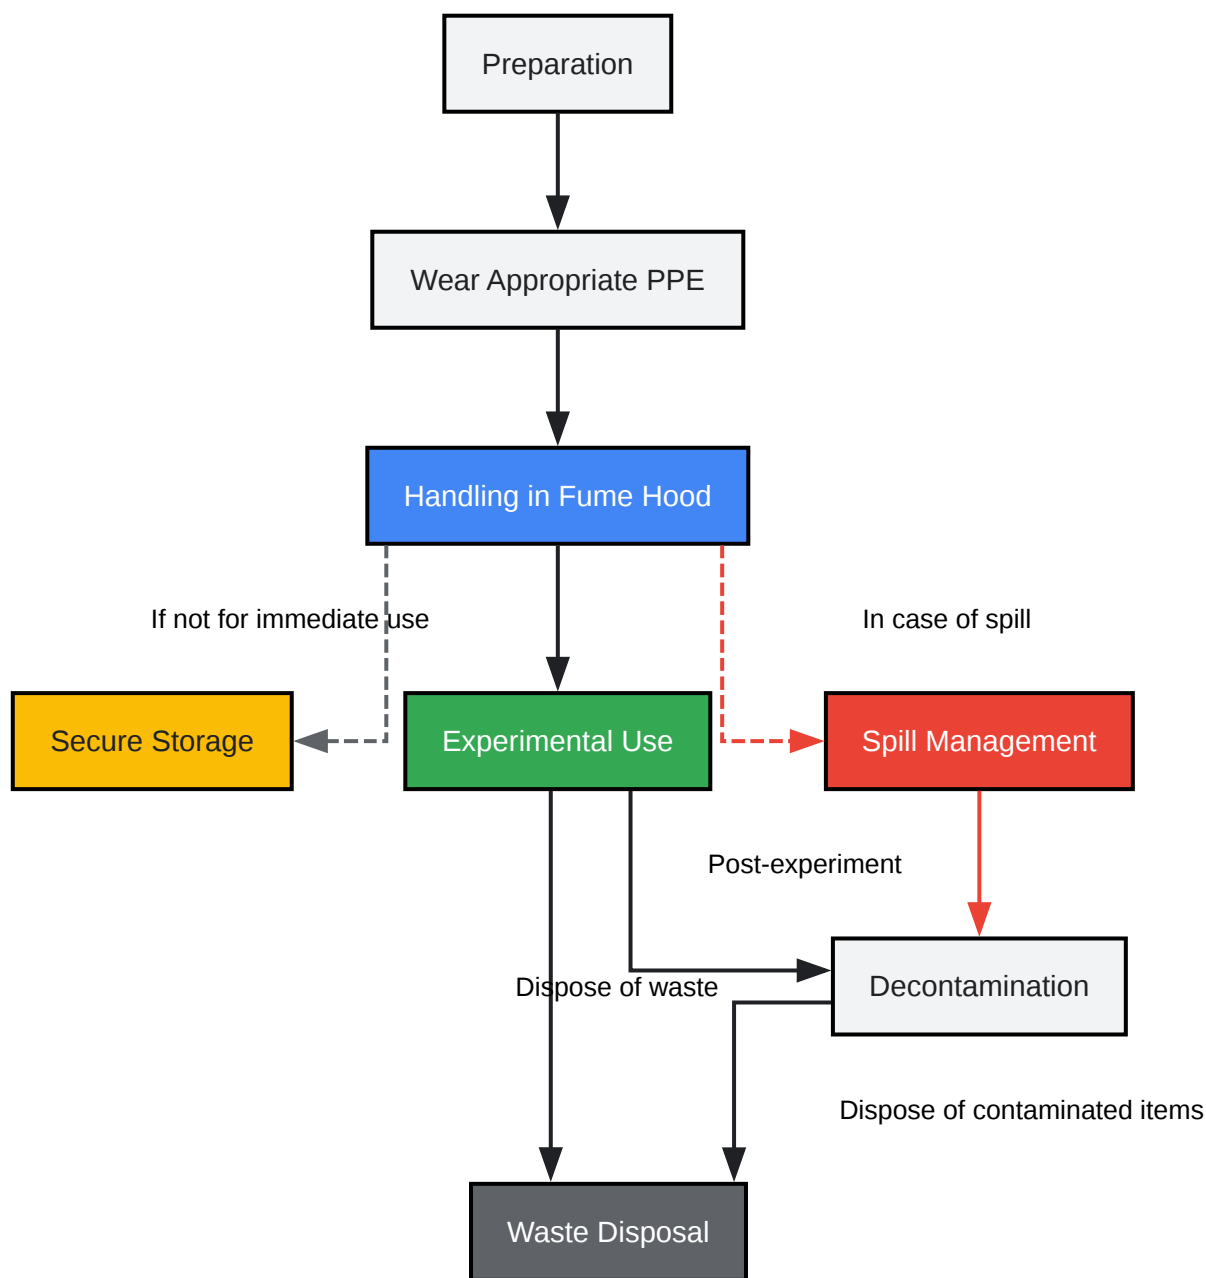 Preparation
Wear Appropriate PPE
Handling in Fume Hood
If not for immediate use
In case of spill
Secure Storage
Experimental Use
Spill Management
Post-experiment
Dispose of waste
Decontamination
Dispose of contaminated items
Waste Disposal